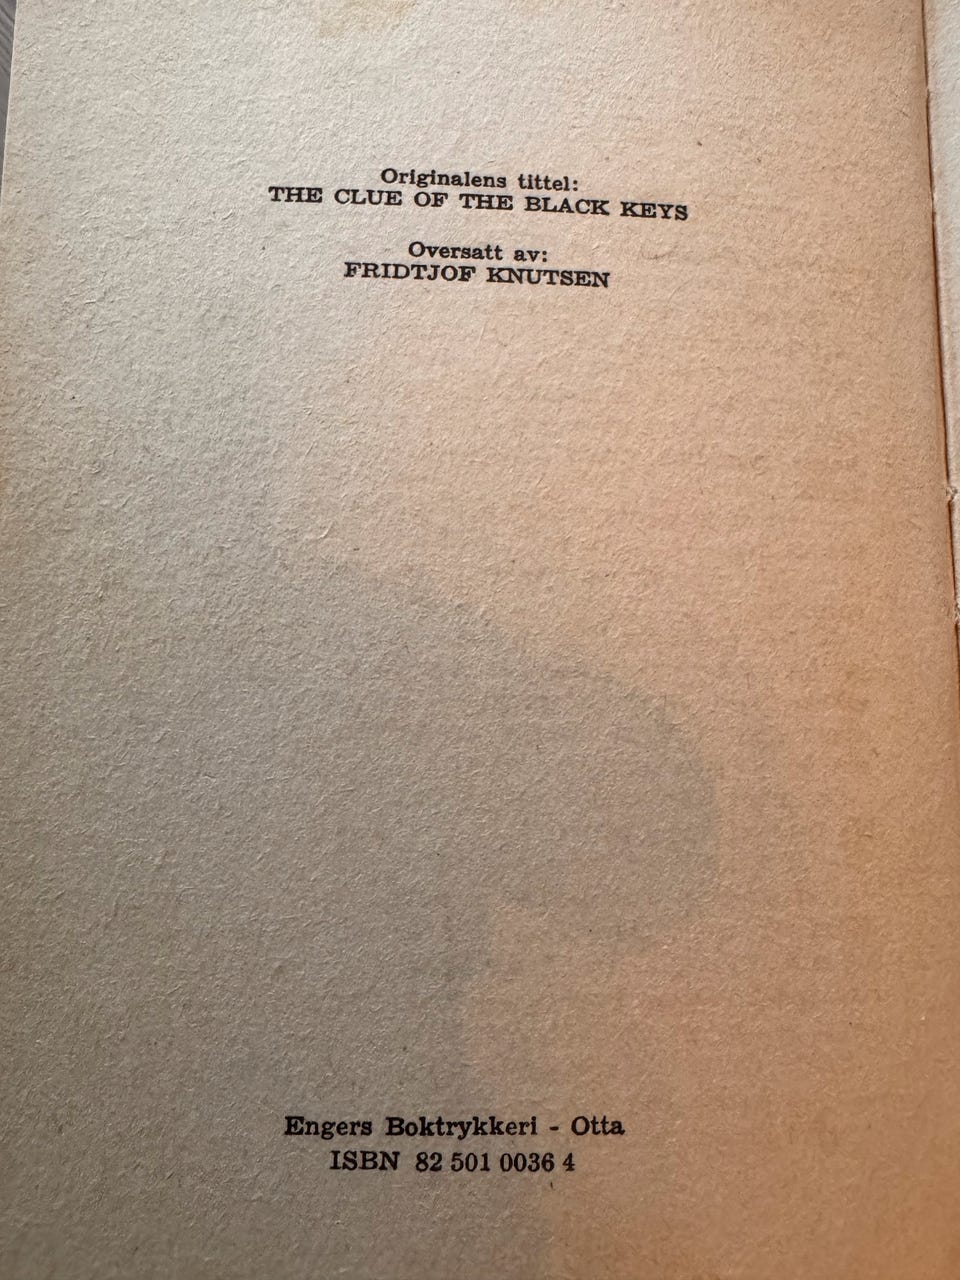 Originalens tittel:
THE CLUE OF THE BLACK KEYS
Oversatt av:
FRIDTJOF KNUTSEN
Engers Boktrykkeri - Otta
ISBN 82 501 0036 4